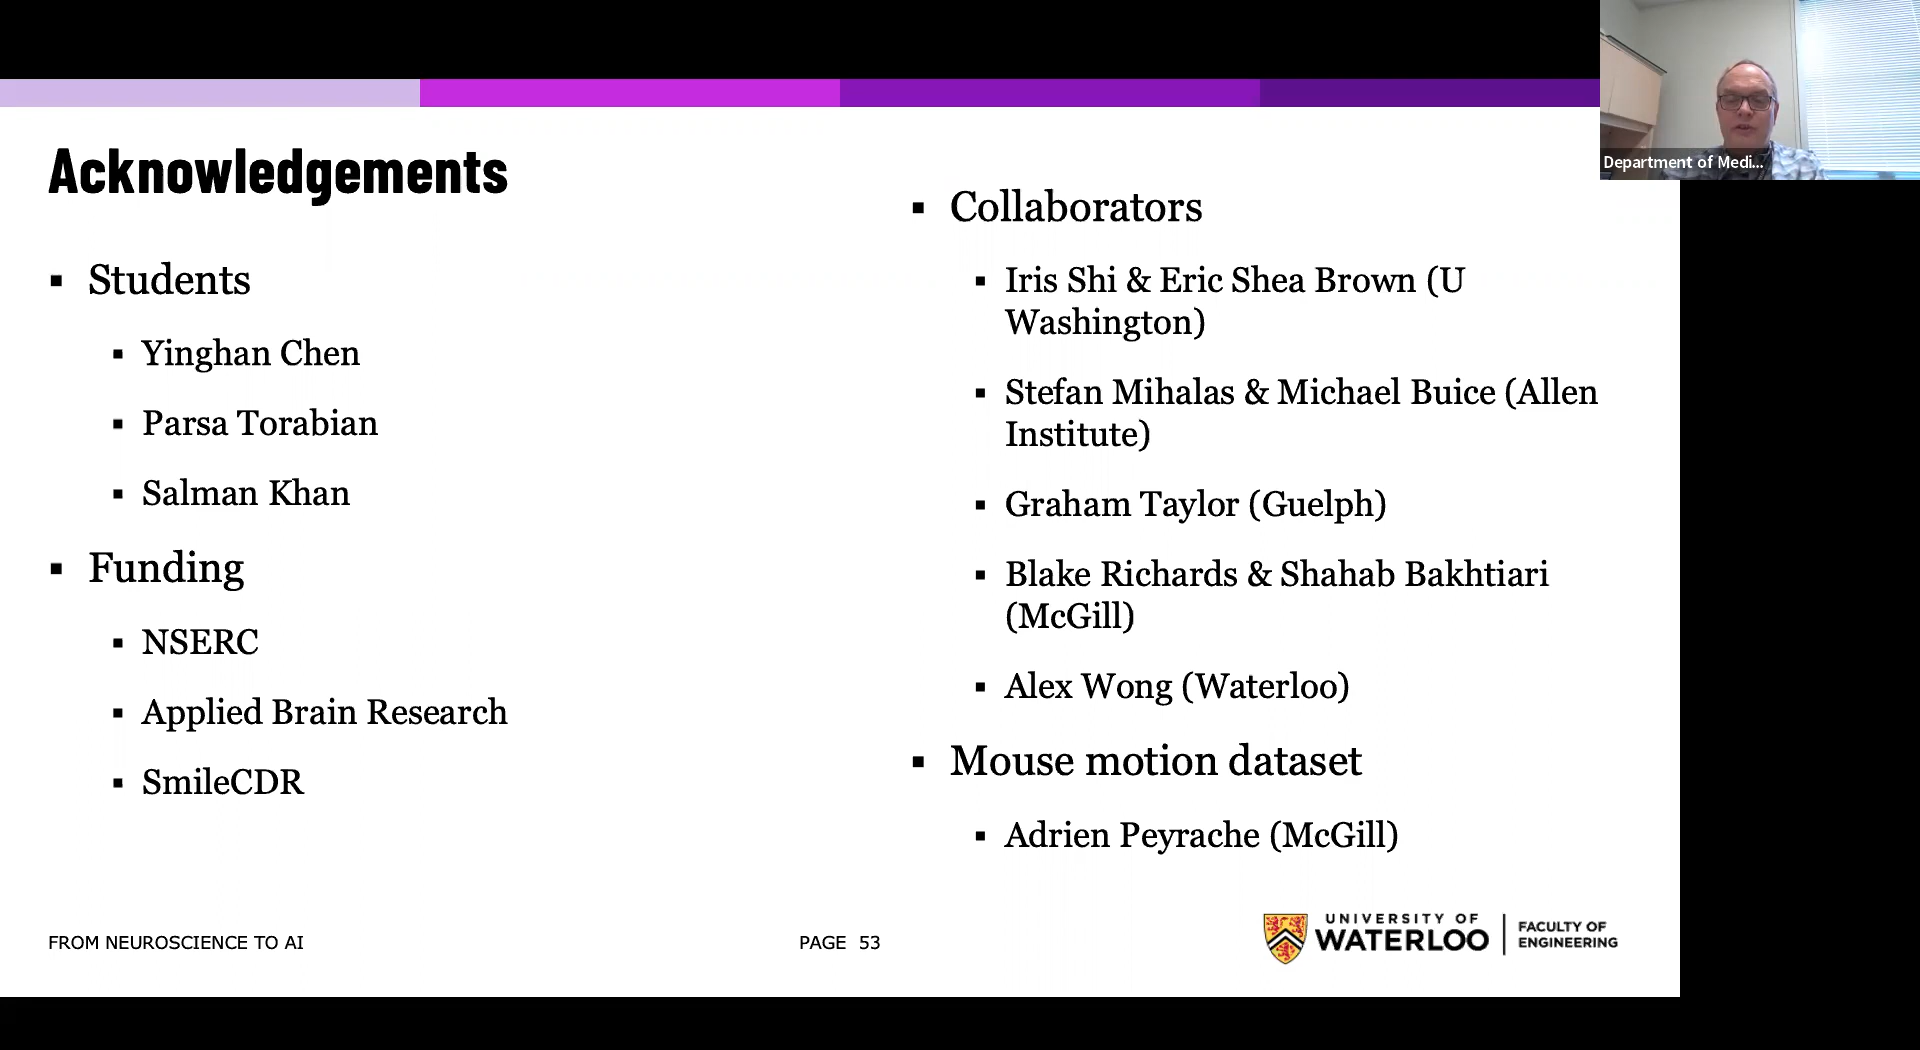 Acknowledgements
▪ Students
▪ Yinghan Chen
▪ Parsa Torabian
▪ Salman Khan
▪ Funding
▪ NSERC
▪ Applied Brain Research
▪ SmileCDR
▪ Collaborators
▪ Iris Shi & Eric Shea Brown (U
Washington)
▪ Stefan Mihalas & Michael Buice (Allen
Institute)
▪ Graham Taylor (Guelph)
▪ Blake Richards & Shahab Bakhtiari
(McGill)
▪ Alex Wong (Waterloo)
▪ Mouse motion dataset
▪ Adrien Peyrache (McGill)
Department of Medi...
FROM NEUROSCIENCE TO AI
PAGE 53
UNIVERSITY OF
WATERLOO
FACULTY OF
ENGINEERING